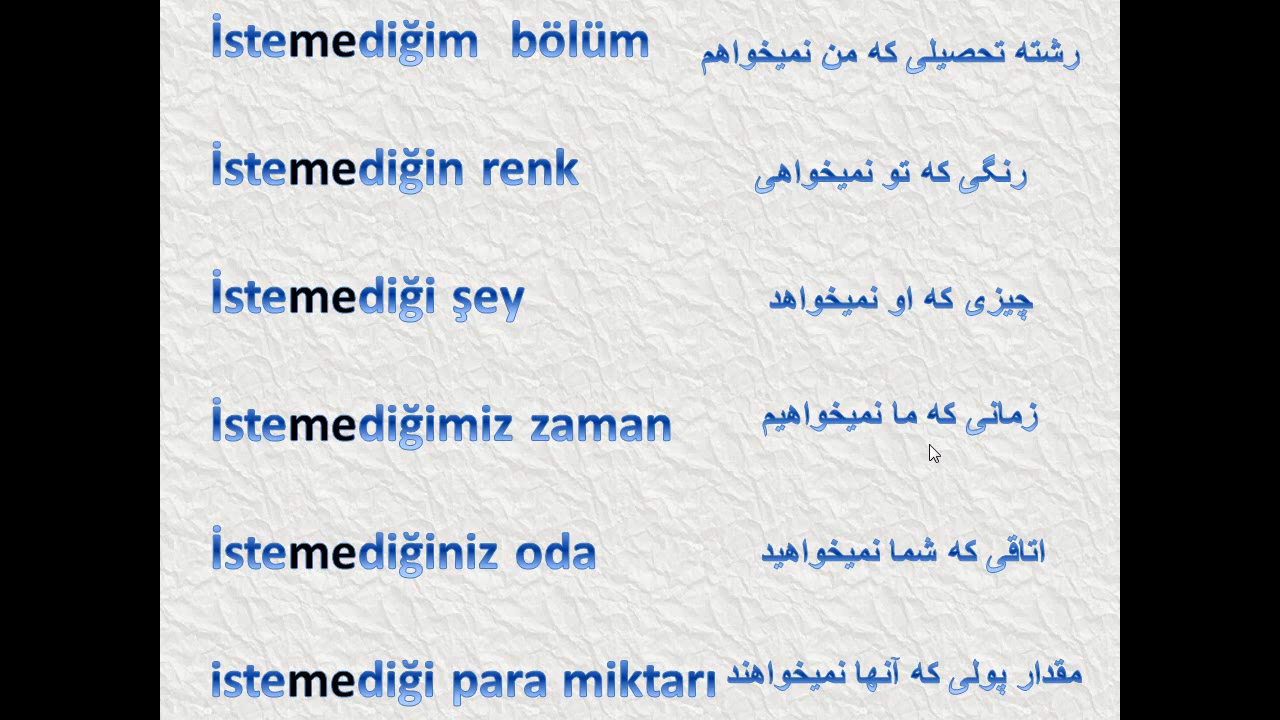 İstemediğim bölüm رشته تحصیلی که من نمیخواهم
İstemediğin renk رنگی که تو نمیخواهی
İstemediği şey چیزی که او نمیخواهد
İstemediğimiz zaman زمانی که ما نمیخواهیم
İstemediğiniz oda اتاقی که شما نمیخواهید
istemediği para miktarı مقدار پولی که آنها نمیخواهند